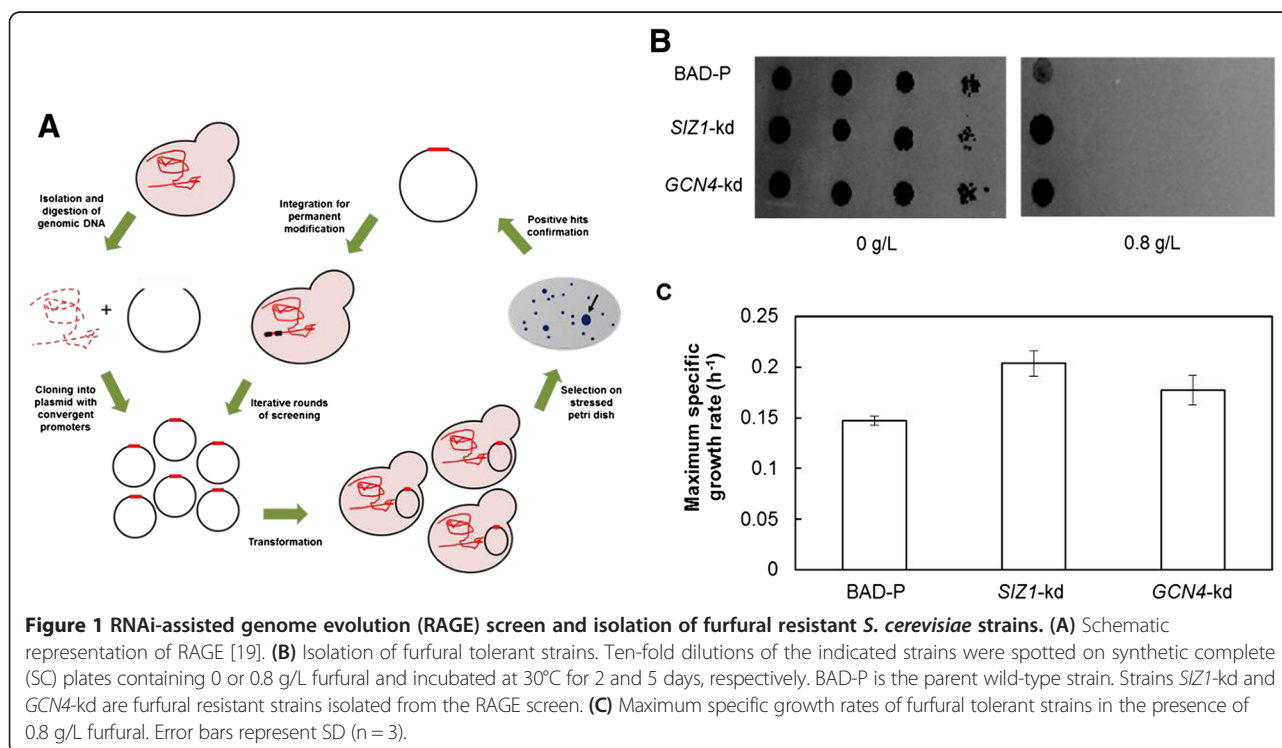 A
Isolation and
digestion of
genomic DNA
+
Cloning into
plasmid with
convergent
promoters
Integration for
permanent
modification
Iterative rounds
of screening
Transformation
Positive hits
confirmation
Selection on
stressed
petri dish
B
BAD-P
SIZ1-kd
GCN4-kd
0 g/L
0.8 g/L
C
Maximum specific
growth rate (h-1)
0.25
0.2
0.15
0.1
0.05
0
BAD-P
SIZ1-kd
GCN4-kd
Figure 1 RNAi-assisted genome evolution (RAGE) screen and isolation of furfural resistant S. cerevisiae strains. (A) Schematic
representation of RAGE [19]. (B) Isolation of furfural tolerant strains. Ten-fold dilutions of the indicated strains were spotted on synthetic complete
(SC) plates containing 0 or 0.8 g/L furfural and incubated at 30°C for 2 and 5 days, respectively. BAD-P is the parent wild-type strain. Strains SIZ1-kd and
GCN4-kd are furfural resistant strains isolated from the RAGE screen. (C) Maximum specific growth rates of furfural tolerant strains in the presence of
0.8 g/L furfural. Error bars represent SD (n = 3).